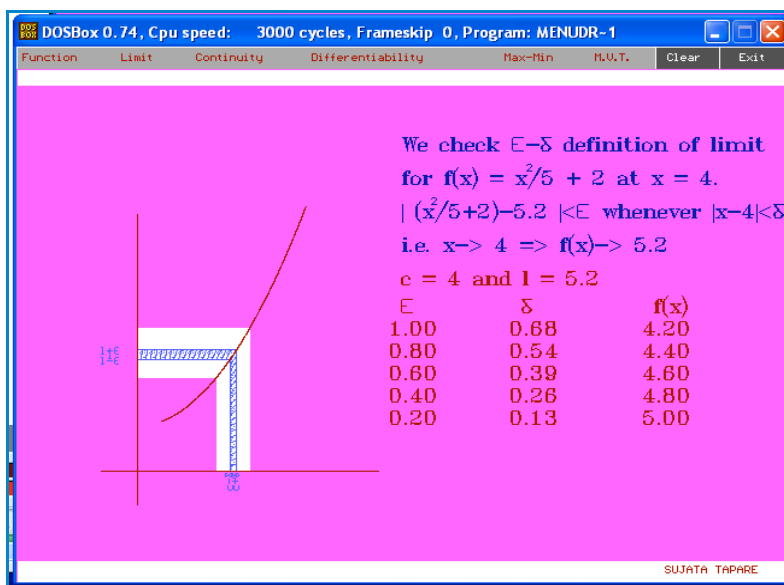 DOSBox 0.74, Cpu speed: 3000 cycles, Frameskip 0, Program: MENUDR~1
Function Limit Continuity Differentiability Max-Min M.V.T. Clear Exit
We check ∈-δ definition of limit
for f(x) = x²/5 + 2 at x = 4.
| (x²/5+2)-5.2 |<∈ whenever |x-4|<δ
i.e. x-> 4 => f(x)-> 5.2
c = 4 and l = 5.2
∈ δ f(x)
1.00 0.68 4.20
0.80 0.54 4.40
0.60 0.39 4.60
0.40 0.26 4.80
0.20 0.13 5.00
l+∈
l-∈
SUJATA TAPARE